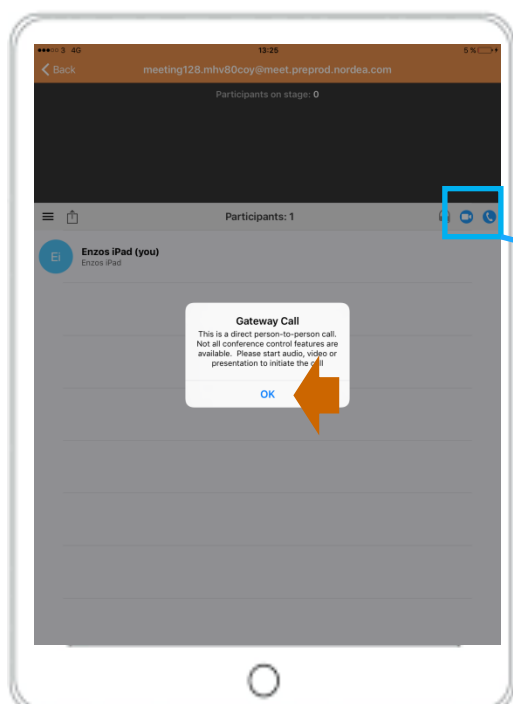 3 4G 13:25 5 %
Back meeting128.mhv80coy@meet.preprod.nordea.com
Participants on stage: 0
Participants: 1
Ei
Enzos iPad (you)
Enzos iPad
Gateway Call
This is a direct person-to-person call.
Not all conference control features are
available. Please start audio, video or
presentation to initiate the call
OK